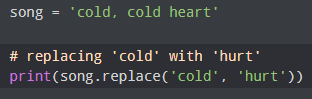 song = 'cold, cold heart'
# replacing 'cold' with 'hurt'
print(song.replace('cold', 'hurt'))